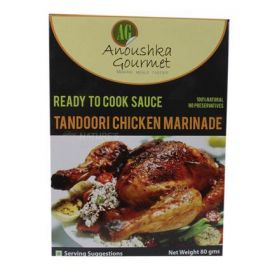 AG
Anoushka
Gourmet
READY TO COOK SAUCE
100% NATURAL
NO PRESERVATIVES
TANDOORI CHICKEN MARINADE
Serving Suggestions
Net Weight 80 gms